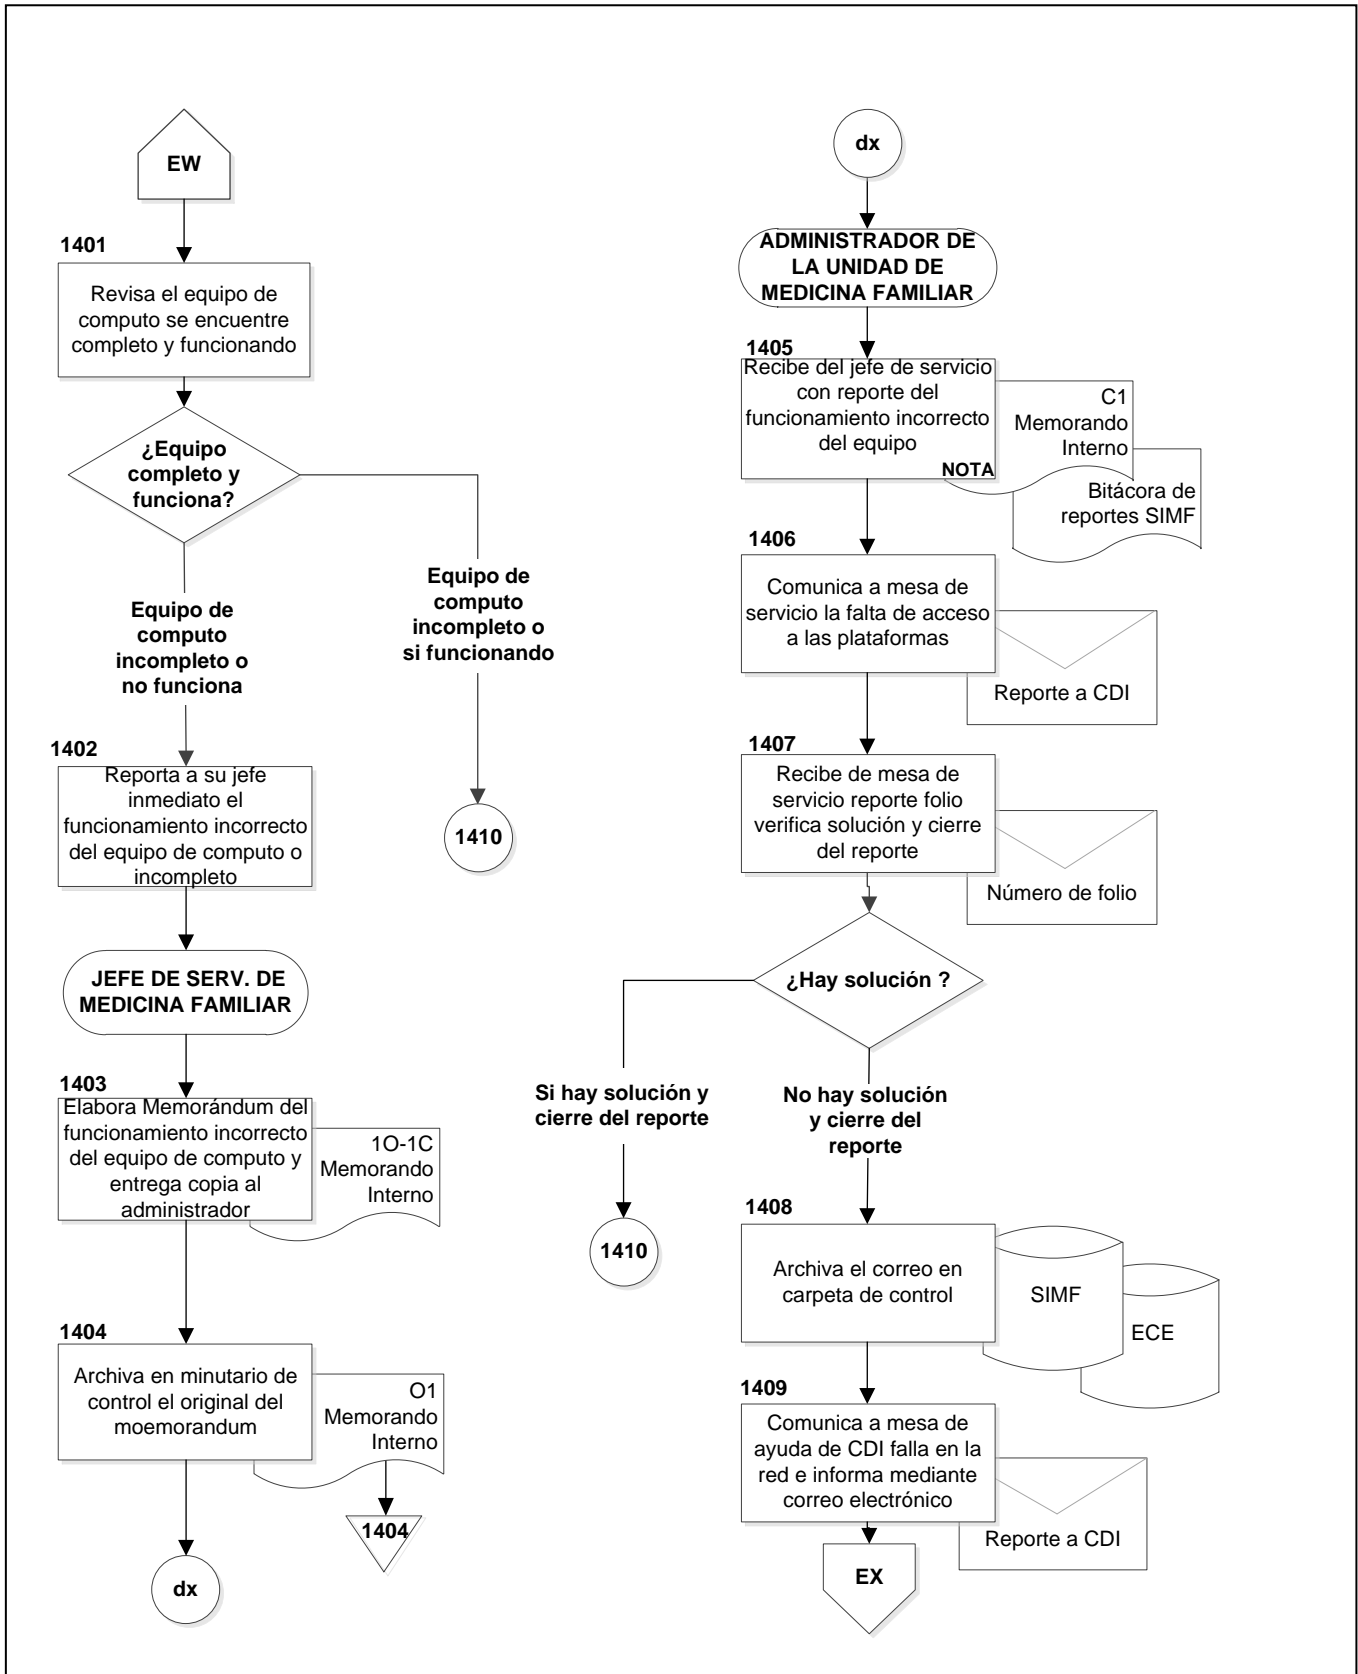 EW
1401
Revisa el equipo de
computo se encuentre
completo y funcionando
¿Equipo
completo y
funciona?
Equipo de
computo
incompleto o
no funciona
Equipo de
computo
incompleto o
si funcionando
1410
1402
Reporta a su jefe
inmediato el
funcionamiento incorrecto
del equipo de computo o
incompleto
JEFE DE SERV. DE
MEDICINA FAMILIAR
1403
Elabora Memorándum del
funcionamiento incorrecto
del equipo de computo y
entrega copia al
administrador
1O-1C
Memorando
Interno
1404
Archiva en minutario de
control el original del
moemorandum
O1
Memorando
Interno
1404
dx
dx
ADMINISTRADOR DE
LA UNIDAD DE
MEDICINA FAMILIAR
1405
Recibe del jefe de servicio
con reporte del
funcionamiento incorrecto
del equipo
NOTA
C1
Memorando
Interno
Bitácora de
reportes SIMF
1406
Comunica a mesa de
servicio la falta de acceso
a las plataformas
Reporte a CDI
1407
Recibe de mesa de
servicio reporte folio
verifica solución y cierre
del reporte
Número de folio
¿Hay solución ?
Si hay solución y
cierre del reporte
1410
No hay solución
y cierre del
reporte
1408
Archiva el correo en
carpeta de control
SIMF
ECE
1409
Comunica a mesa de
ayuda de CDI falla en la
red e informa mediante
correo electrónico
Reporte a CDI
EX